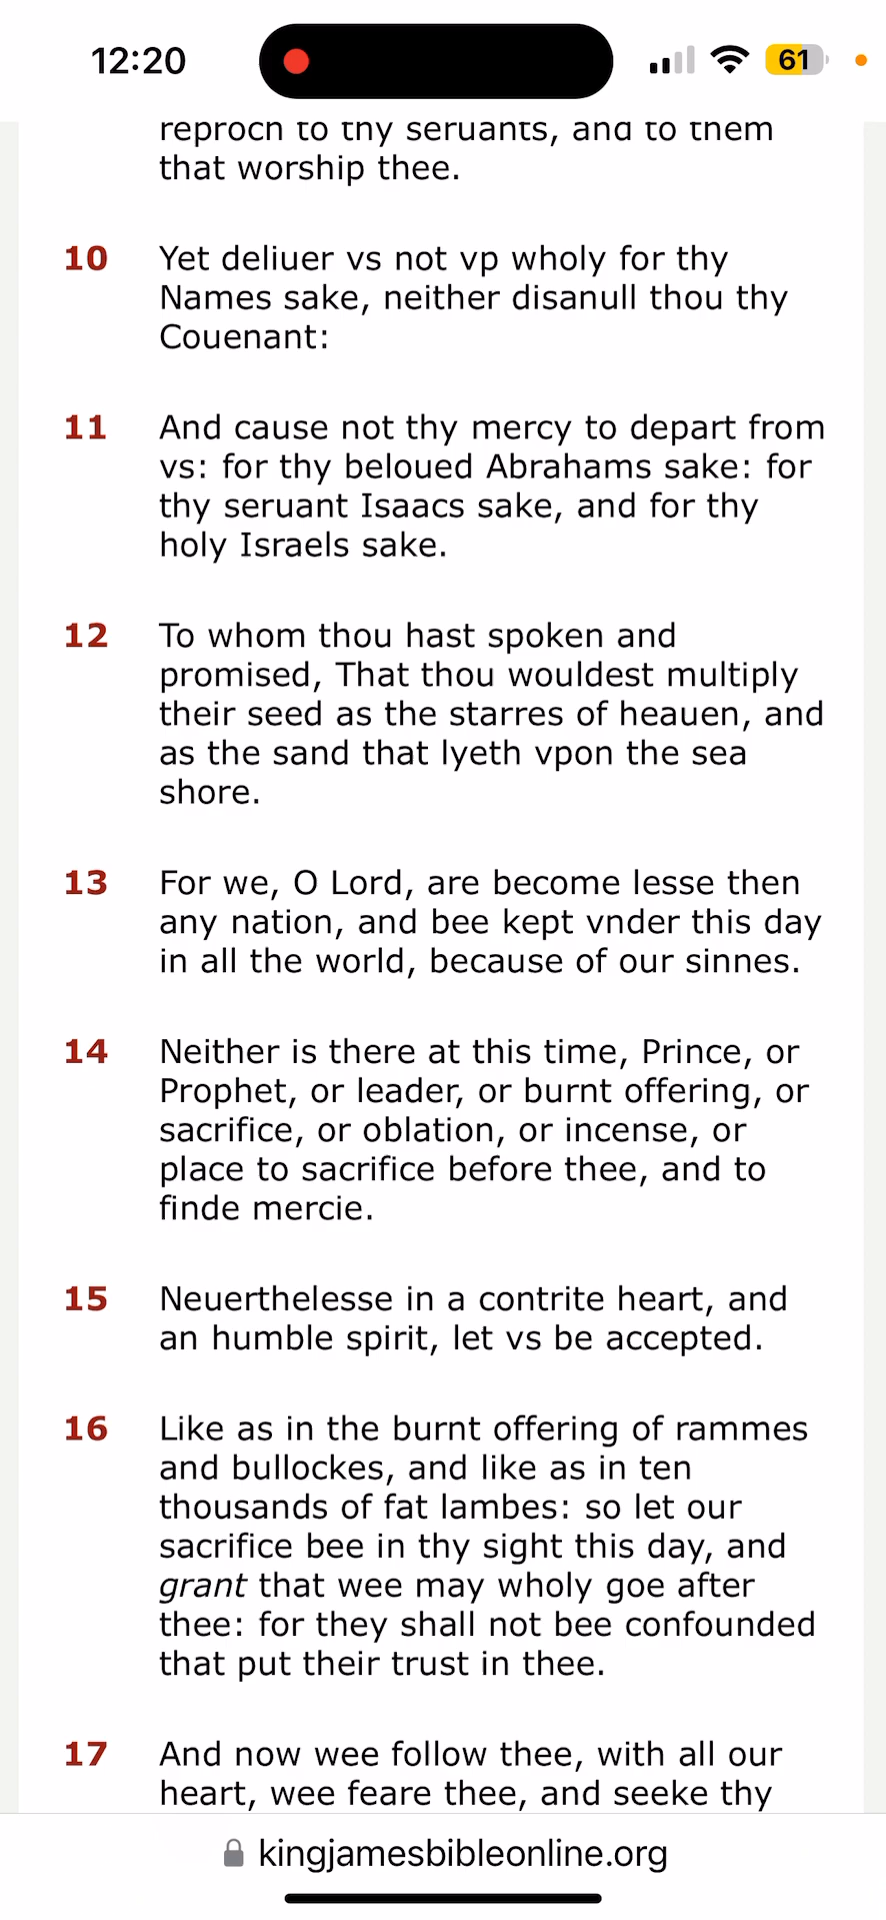 12:20
61
reproch to thy seruants, and to them
that worship thee.
10 Yet deliuer vs not vp wholy for thy
Names sake, neither disanull thou thy
Couenant:
11 And cause not thy mercy to depart from
vs: for thy beloued Abrahams sake: for
thy seruant Isaacs sake, and for thy
holy Israels sake.
12 To whom thou hast spoken and
promised, That thou wouldest multiply
their seed as the starres of heauen, and
as the sand that lyeth vpon the sea
shore.
13 For we, O Lord, are become lesse then
any nation, and bee kept vnder this day
in all the world, because of our sinnes.
14 Neither is there at this time, Prince, or
Prophet, or leader, or burnt offering, or
sacrifice, or oblation, or incense, or
place to sacrifice before thee, and to
finde mercie.
15 Neuerthelesse in a contrite heart, and
an humble spirit, let vs be accepted.
16 Like as in the burnt offering of rammes
and bullockes, and like as in ten
thousands of fat lambes: so let our
sacrifice bee in thy sight this day, and
grant that wee may wholy goe after
thee: for they shall not bee confounded
that put their trust in thee.
17 And now wee follow thee, with all our
heart, wee feare thee, and seeke thy
kingjamesbibleonline.org